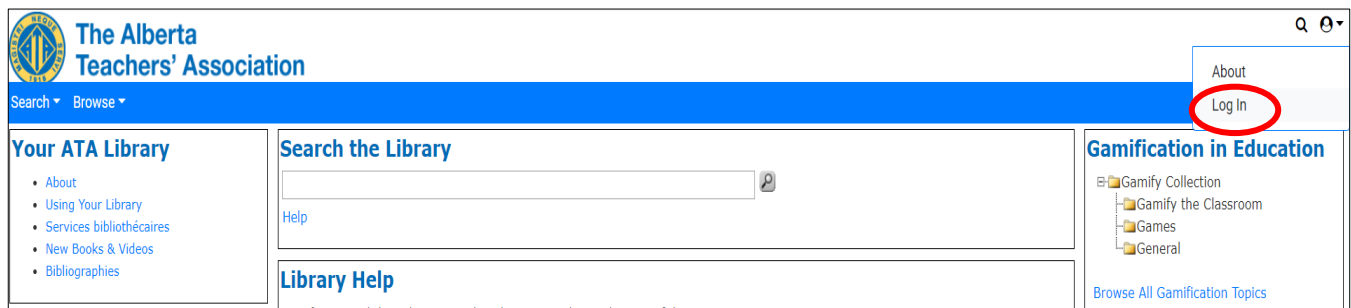 The Alberta
Teachers' Association
About
Log In
Search Browse
Your ATA Library
About
Using Your Library
Services bibliothécaires
New Books & Videos
Bibliographies
Search the Library
Help
Library Help
Gamification in Education
Gamify Collection
Gamify the Classroom
Games
General
Browse All Gamification Topics